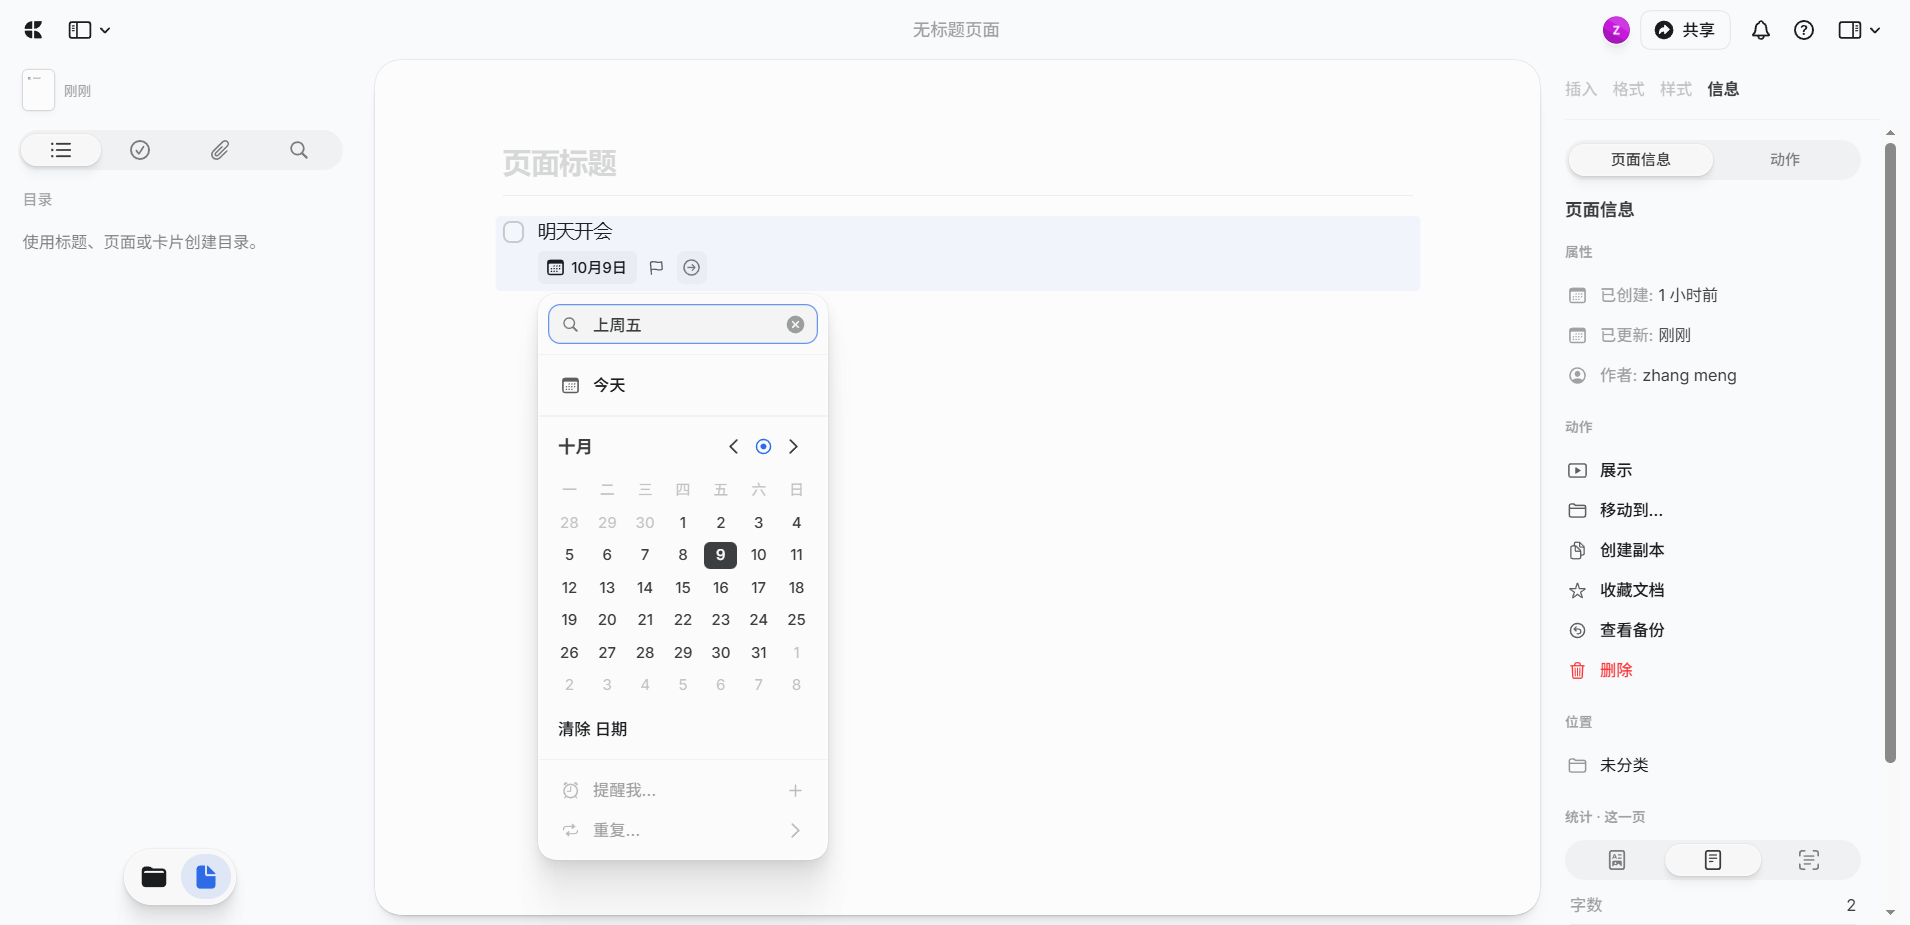 无标题页面
Z
共享
刚刚
目录
使用标题、页面或卡片创建目录。
页面标题
明天开会
10月9日
上周五
今天
十月
一 二 三 四 五 六 日
28 29 30 1 2 3 4
5 6 7 8 9 10 11
12 13 14 15 16 17 18
19 20 21 22 23 24 25
26 27 28 29 30 31 1
2 3 4 5 6 7 8
清除 日期
提醒我...
重复...
插入 格式 样式 信息
页面信息 动作
页面信息
属性
已创建: 1 小时前
已更新: 刚刚
作者: zhang meng
动作
展示
移动到...
创建副本
收藏文档
查看备份
删除
位置
未分类
统计 · 这一页
字数 2